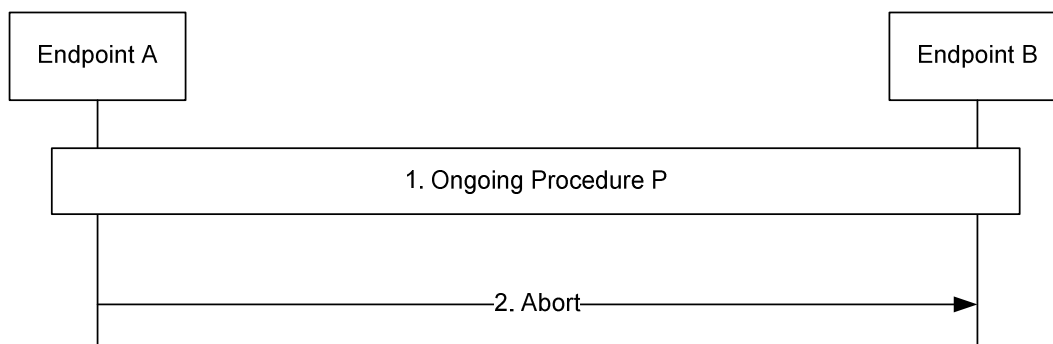 Endpoint A
Endpoint B
1. Ongoing Procedure P
2. Abort